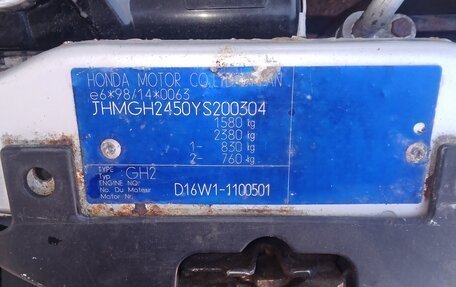 HONDA MOTOR CO.,LTD. JAPAN
e6*98/14*0063
JHMGH2450YS200304
1580 kg
2380 kg
1- 830 kg
2- 760 kg
TYPE
Typ GH2
ENGINE NO:
No. Du Moteur D16W1-1100501
Motor Nr.